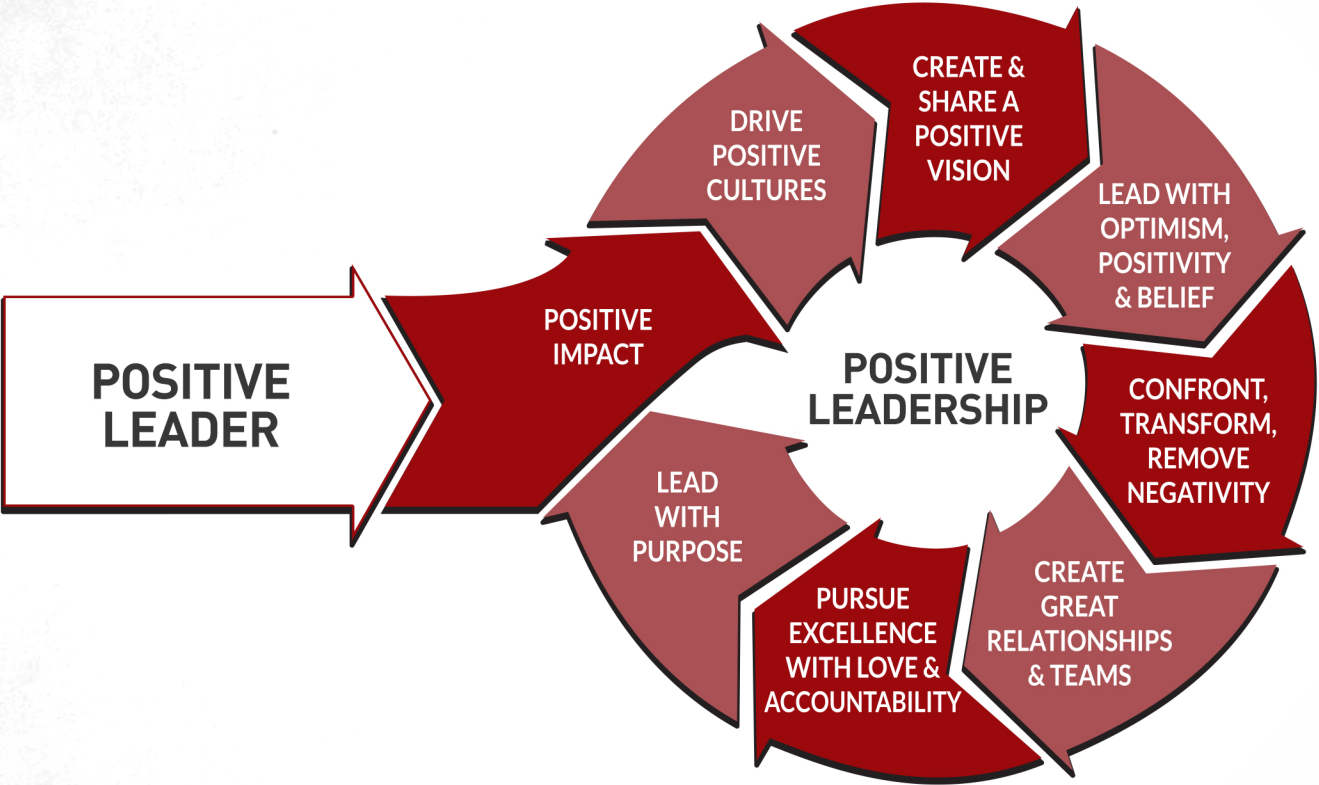 POSITIVE
LEADER
POSITIVE
IMPACT
DRIVE
POSITIVE
CULTURES
CREATE &
SHARE A
POSITIVE
VISION
LEAD WITH
OPTIMISM,
POSITIVITY
& BELIEF
CONFRONT,
TRANSFORM,
REMOVE
NEGATIVITY
CREATE
GREAT
RELATIONSHIPS
& TEAMS
PURSUE
EXCELLENCE
WITH LOVE &
ACCOUNTABILITY
LEAD
WITH
PURPOSE
POSITIVE
LEADERSHIP